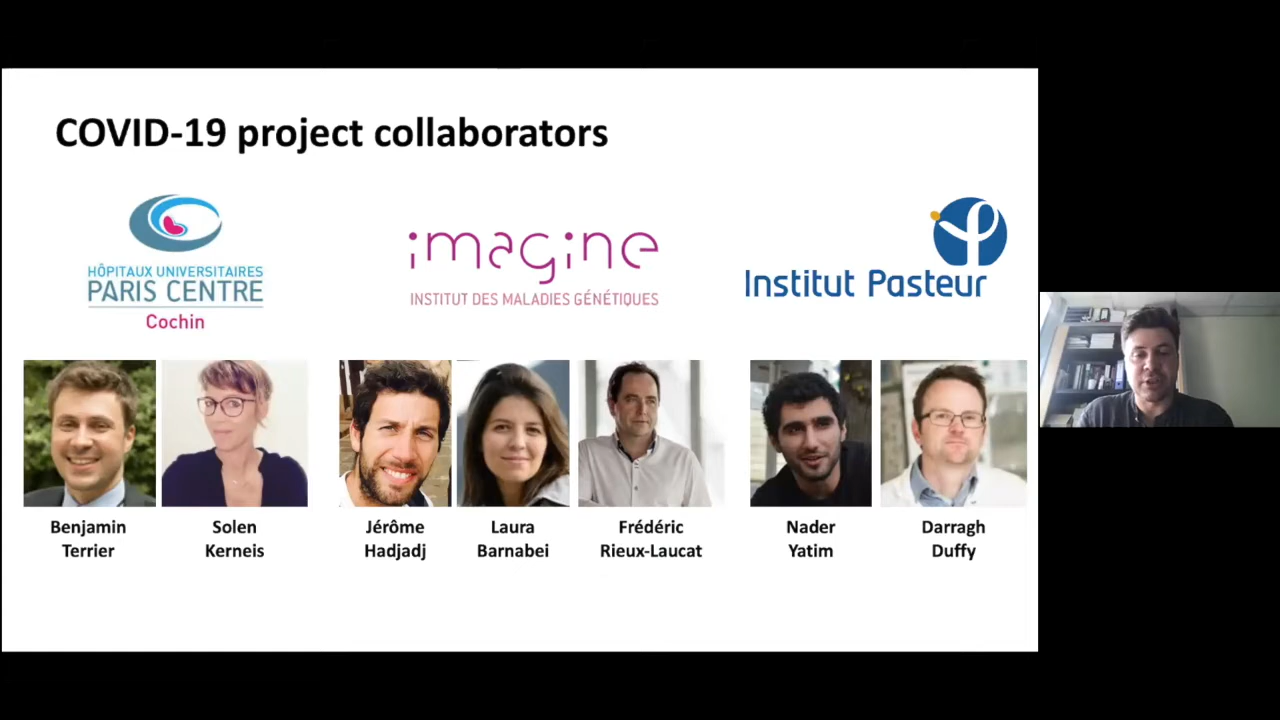 COVID-19 project collaborators
HÔPITAUX UNIVERSITAIRES
PARIS CENTRE
Cochin
imagine
INSTITUT DES MALADIES GÉNÉTIQUES
Institut Pasteur
Benjamin
Terrier
Solen
Kerneis
Jérôme
Hadjadj
Laura
Barnabei
Frédéric
Rieux-Laucat
Nader
Yatim
Darragh
Duffy